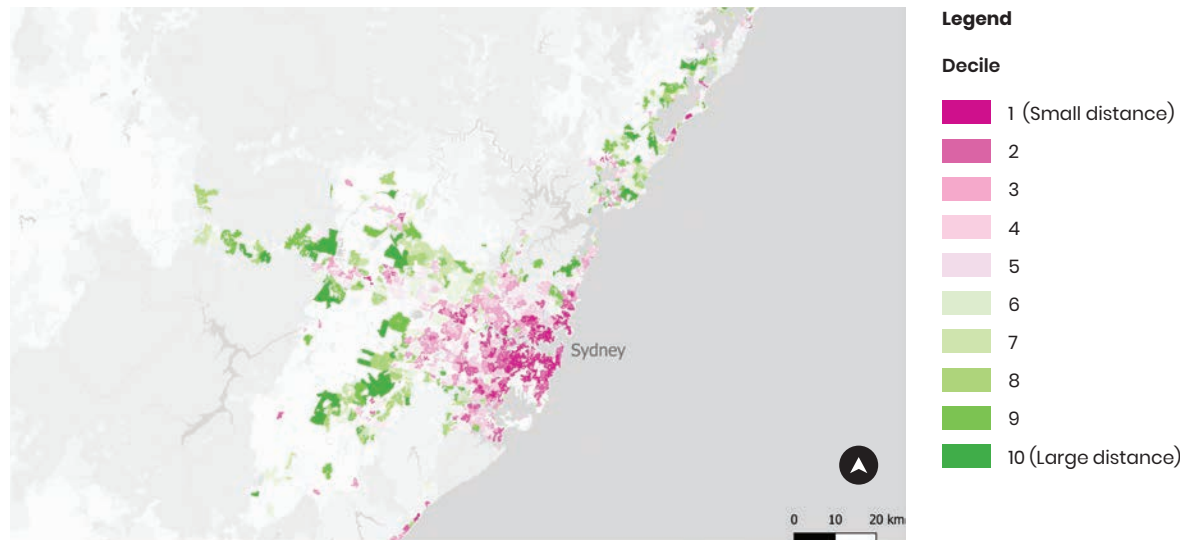 Legend
Decile
1 (Small distance)
2
3
4
5
6
7
8
9
10 (Large distance)
Sydney
0 10 20 km